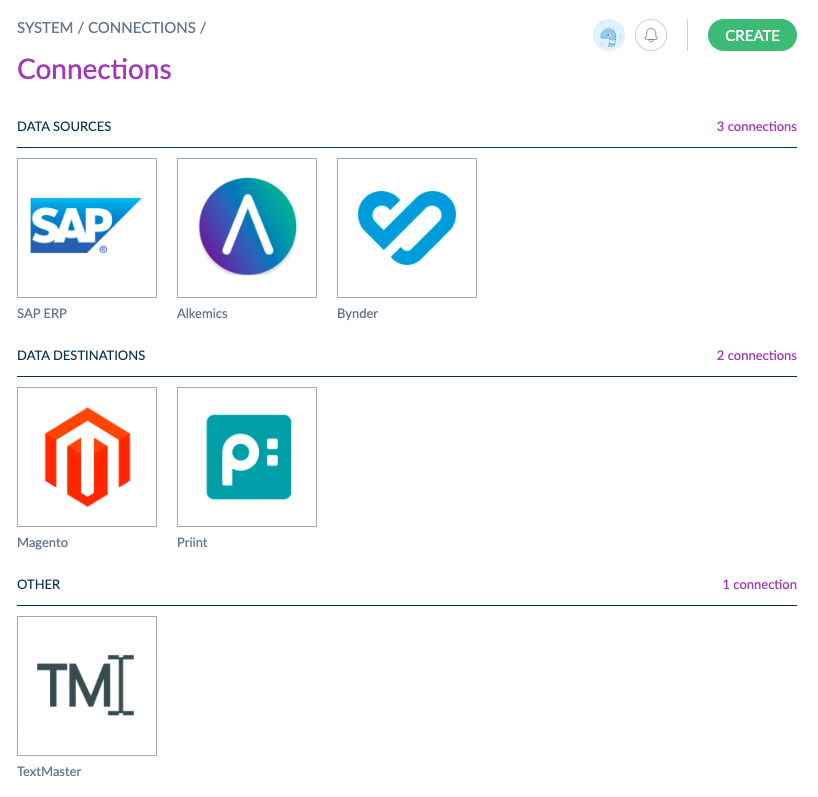 SYSTEM / CONNECTIONS /
CREATE
Connections
DATA SOURCES
3 connections
SAP
®
SAP ERP
Alkemics
Bynder
DATA DESTINATIONS
2 connections
p:
Magento
Priint
OTHER
1 connection
TM
TextMaster